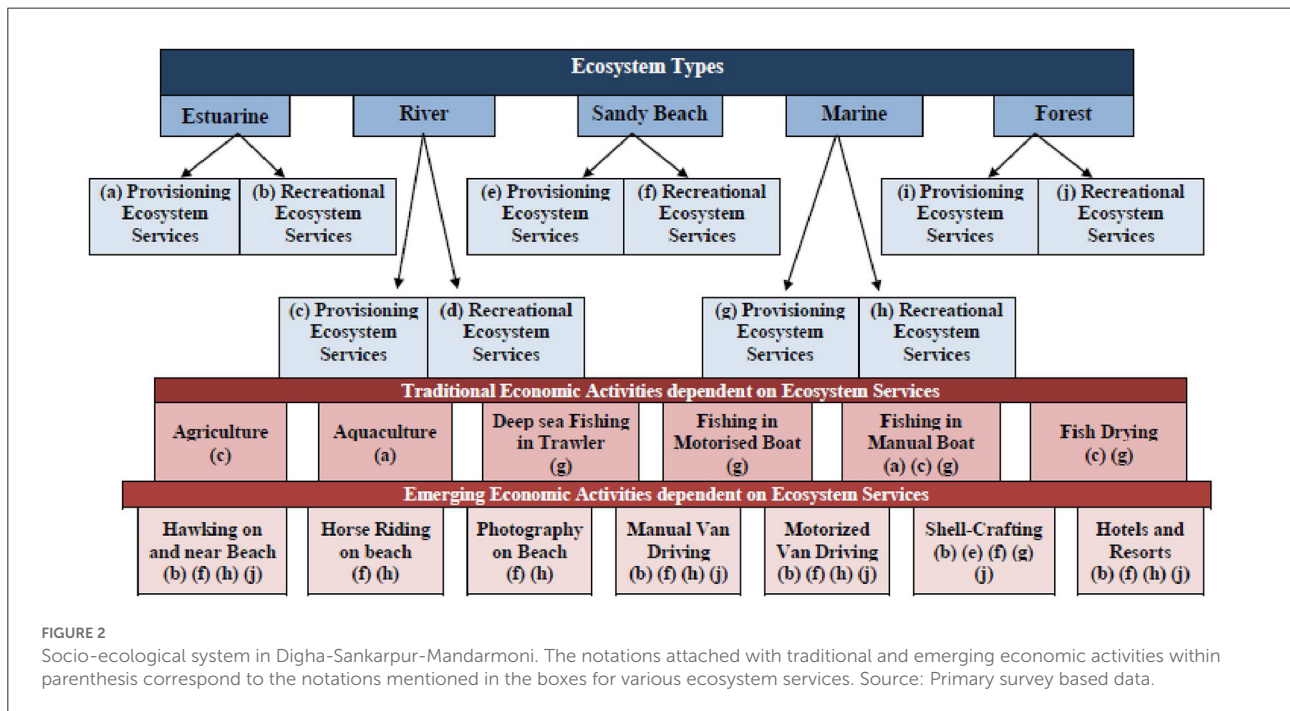 Ecosystem Types
Estuarine
River
Sandy Beach
Marine
Forest
(a) Provisioning
Ecosystem
Services
(b) Recreational
Ecosystem
Services
(e) Provisioning
Ecosystem
Services
(f) Recreational
Ecosystem
Services
(i) Provisioning
Ecosystem
Services
(j) Recreational
Ecosystem
Services
(c) Provisioning
Ecosystem
Services
(d) Recreational
Ecosystem
Services
(g) Provisioning
Ecosystem
Services
(h) Recreational
Ecosystem
Services
Traditional Economic Activities dependent on Ecosystem Services
Agriculture
(c)
Aquaculture
(a)
Deep sea Fishing
in Trawler
(g)
Fishing in
Motorised Boat
(g)
Fishing in
Manual Boat
(a) (c) (g)
Fish Drying
(c) (g)
Emerging Economic Activities dependent on Ecosystem Services
Hawking on
and near Beach
(b) (f) (h) (j)
Horse Riding
on beach
(f) (h)
Photography
on Beach
(f) (h)
Manual Van
Driving
(b) (f) (h) (j)
Motorized
Van Driving
(b) (f) (h) (j)
Shell-Crafting
(b) (e) (f) (g)
(j)
Hotels and
Resorts
(b) (f) (h) (j)
FIGURE 2
Socio-ecological system in Digha-Sankarpur-Mandarmoni. The notations attached with traditional and emerging economic activities within
parenthesis correspond to the notations mentioned in the boxes for various ecosystem services. Source: Primary survey based data.